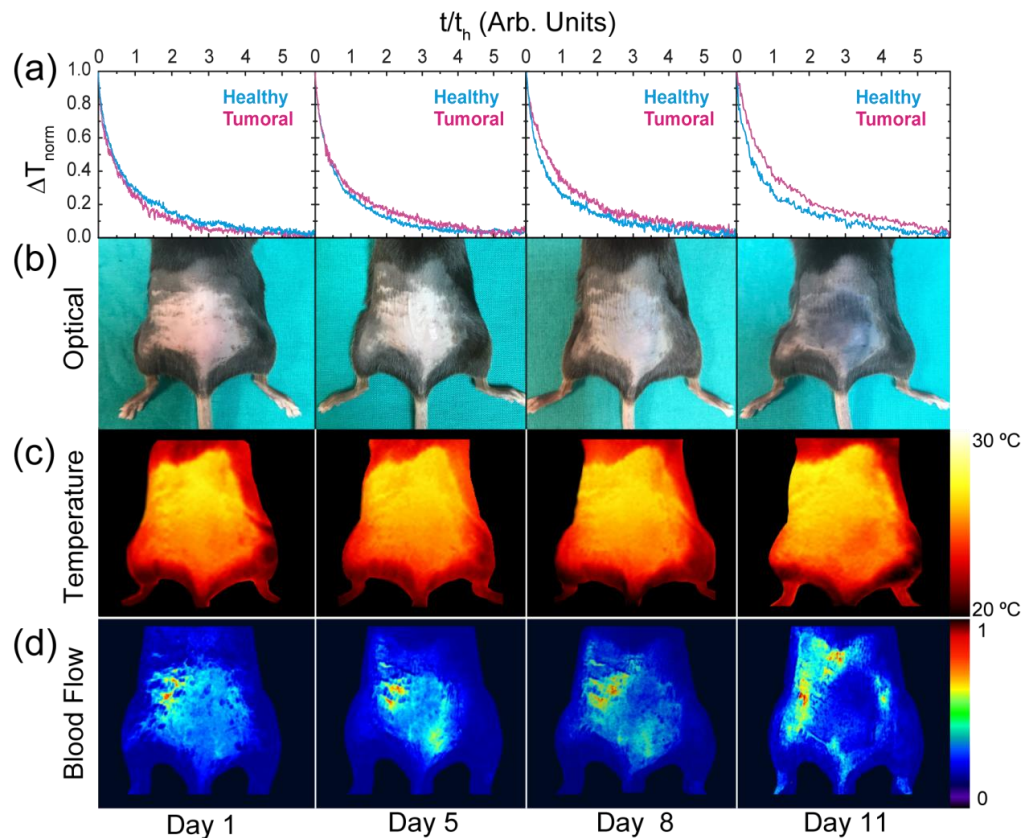 t/t_h (Arb. Units)
0 1 2 3 4 5 0 1 2 3 4 5 0 1 2 3 4 5 0 1 2 3 4 5
(a)
1.0
0.8
0.6
0.4
0.2
0.0
ΔT_norm
Healthy
Tumoral
Healthy
Tumoral
Healthy
Tumoral
Healthy
Tumoral
(b)
Optical
(c)
Temperature
30 ºC
20 ºC
(d)
Blood Flow
1
0
Day 1 Day 5 Day 8 Day 11